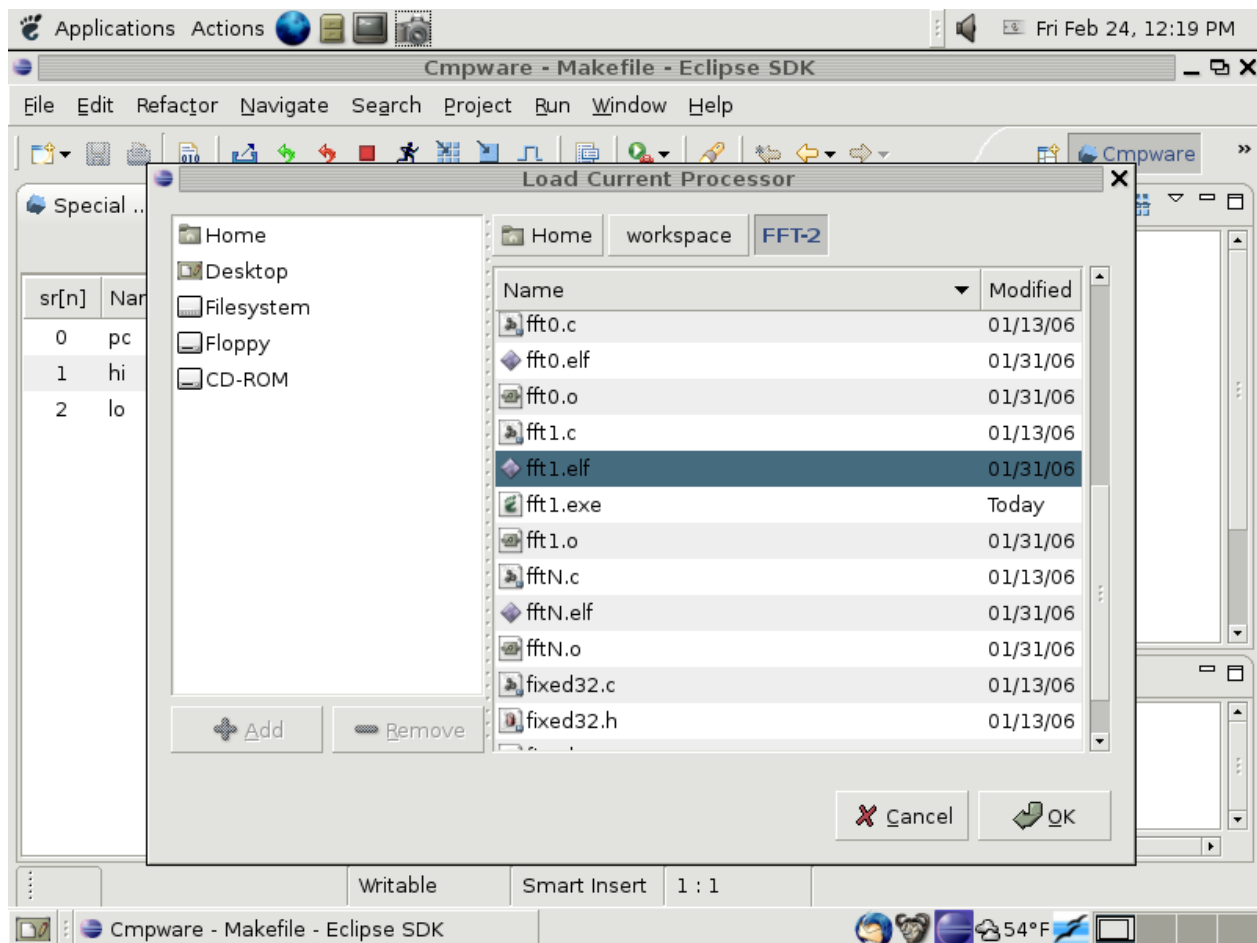 Applications Actions
Fri Feb 24, 12:19 PM
Cmpware - Makefile - Eclipse SDK
File Edit Refactor Navigate Search Project Run Window Help
010
Cmpware »
Load Current Processor
Special ...
sr[n] Nar
0 pc
1 hi
2 lo
Home
Desktop
Filesystem
Floppy
CD-ROM
Add Remove
Home workspace FFT-2
Name Modified
fft0.c 01/13/06
fft0.elf 01/31/06
fft0.o 01/31/06
fft1.c 01/13/06
fft1.elf 01/31/06
fft1.exe Today
fft1.o 01/31/06
fftN.c 01/13/06
fftN.elf 01/31/06
fftN.o 01/31/06
fixed32.c 01/13/06
fixed32.h 01/13/06
Cancel OK
Writable Smart Insert 1 : 1
Cmpware - Makefile - Eclipse SDK
54°F